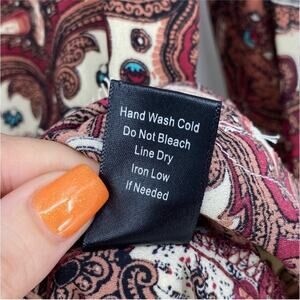 Hand Wash Cold
Do Not Bleach
Line Dry
Iron Low
If Needed